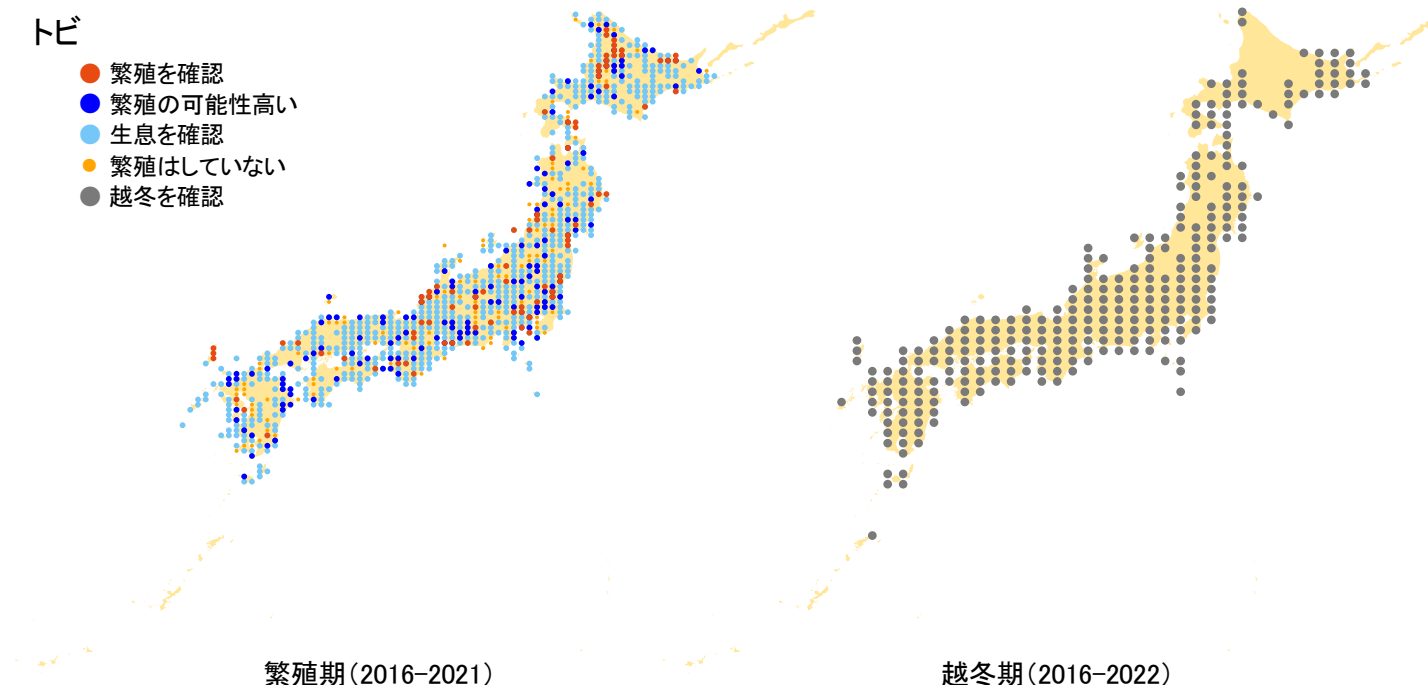 トビ
繁殖を確認
繁殖の可能性高い
生息を確認
繁殖はしていない
越冬を確認
繁殖期(2016-2021)
越冬期(2016-2022)